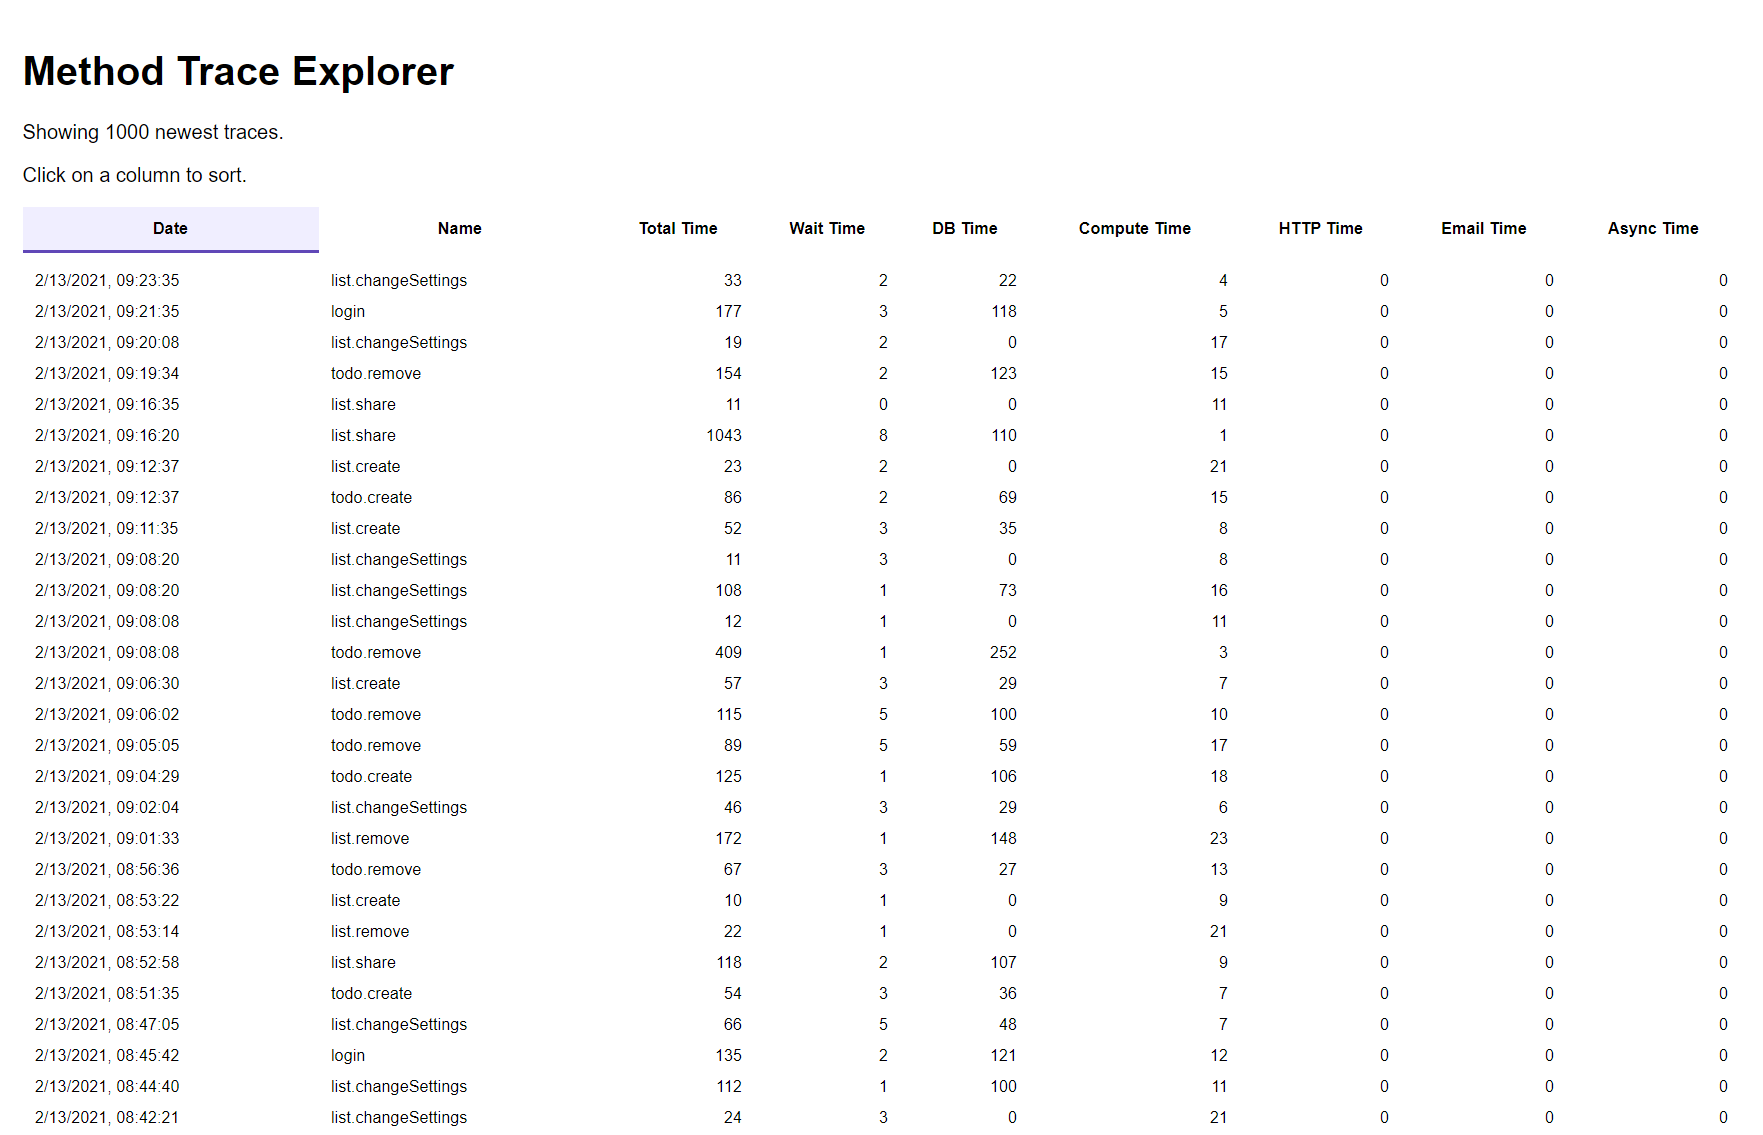 Method Trace Explorer
Showing 1000 newest traces.
Click on a column to sort.
Date Name Total Time Wait Time DB Time Compute Time HTTP Time Email Time Async Time
2/13/2021, 09:23:35 list.changeSettings 33 2 22 4 0 0 0
2/13/2021, 09:21:35 login 177 3 118 5 0 0 0
2/13/2021, 09:20:08 list.changeSettings 19 2 0 17 0 0 0
2/13/2021, 09:19:34 todo.remove 154 2 123 15 0 0 0
2/13/2021, 09:16:35 list.share 11 0 0 11 0 0 0
2/13/2021, 09:16:20 list.share 1043 8 110 1 0 0 0
2/13/2021, 09:12:37 list.create 23 2 0 21 0 0 0
2/13/2021, 09:12:37 todo.create 86 2 69 15 0 0 0
2/13/2021, 09:11:35 list.create 52 3 35 8 0 0 0
2/13/2021, 09:08:20 list.changeSettings 11 3 0 8 0 0 0
2/13/2021, 09:08:20 list.changeSettings 108 1 73 16 0 0 0
2/13/2021, 09:08:08 list.changeSettings 12 1 0 11 0 0 0
2/13/2021, 09:08:08 todo.remove 409 1 252 3 0 0 0
2/13/2021, 09:06:30 list.create 57 3 29 7 0 0 0
2/13/2021, 09:06:02 todo.remove 115 5 100 10 0 0 0
2/13/2021, 09:05:05 todo.remove 89 5 59 17 0 0 0
2/13/2021, 09:04:29 todo.create 125 1 106 18 0 0 0
2/13/2021, 09:02:04 list.changeSettings 46 3 29 6 0 0 0
2/13/2021, 09:01:33 list.remove 172 1 148 23 0 0 0
2/13/2021, 08:56:36 todo.remove 67 3 27 13 0 0 0
2/13/2021, 08:53:22 list.create 10 1 0 9 0 0 0
2/13/2021, 08:53:14 list.remove 22 1 0 21 0 0 0
2/13/2021, 08:52:58 list.share 118 2 107 9 0 0 0
2/13/2021, 08:51:35 todo.create 54 3 36 7 0 0 0
2/13/2021, 08:47:05 list.changeSettings 66 5 48 7 0 0 0
2/13/2021, 08:45:42 login 135 2 121 12 0 0 0
2/13/2021, 08:44:40 list.changeSettings 112 1 100 11 0 0 0
2/13/2021, 08:42:21 list.changeSettings 24 3 0 21 0 0 0